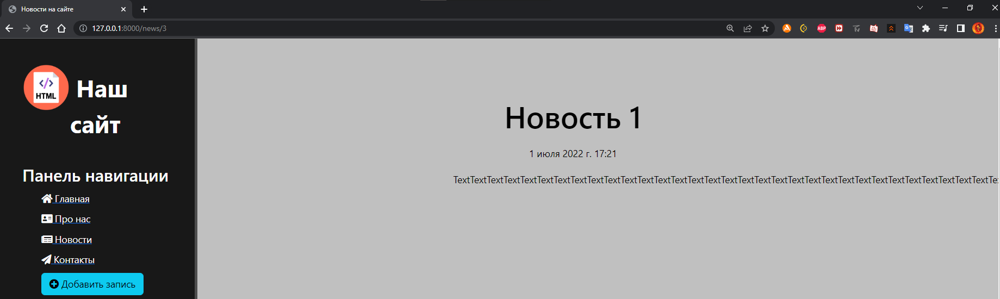 Новости на сайте
127.0.0.1:8000/news/3
ABP
</>
HTML
Наш
сайт
Панель навигации
Главная
Про нас
Новости
Контакты
Добавить запись
Новость 1
1 июля 2022 г. 17:21
TextTextTextTextTextTextTextTextTextTextTextTextTextTextTextTextTextTextTextTextTextTextTextTextTextTextTextTextTextTextTextTextTe